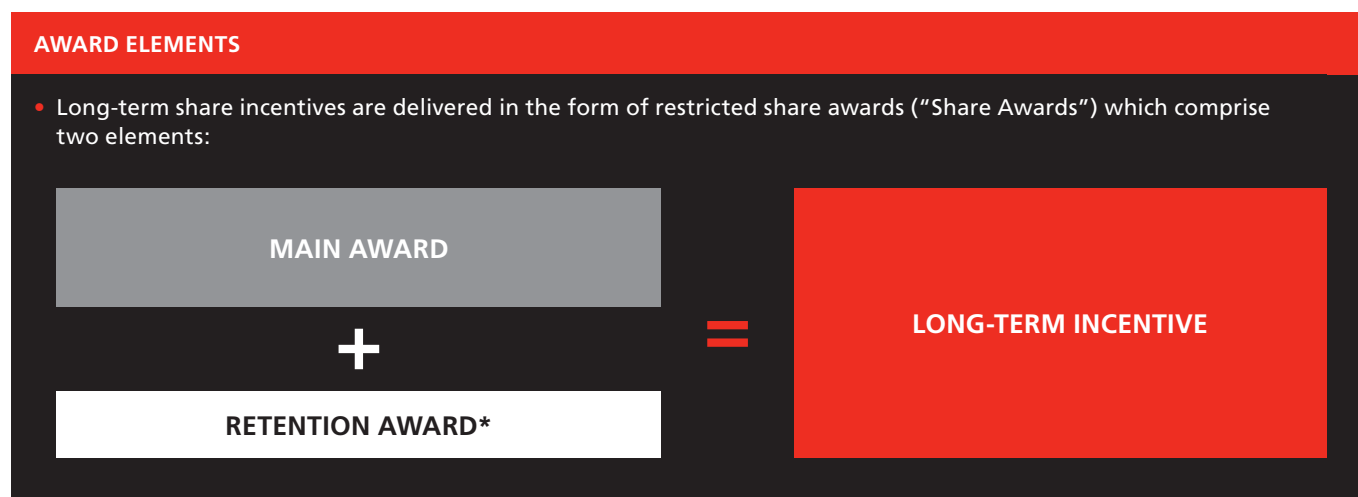 AWARD ELEMENTS
• Long-term share incentives are delivered in the form of restricted share awards (“Share Awards”) which comprise
two elements:
MAIN AWARD
+
RETENTION AWARD*
=
LONG-TERM INCENTIVE